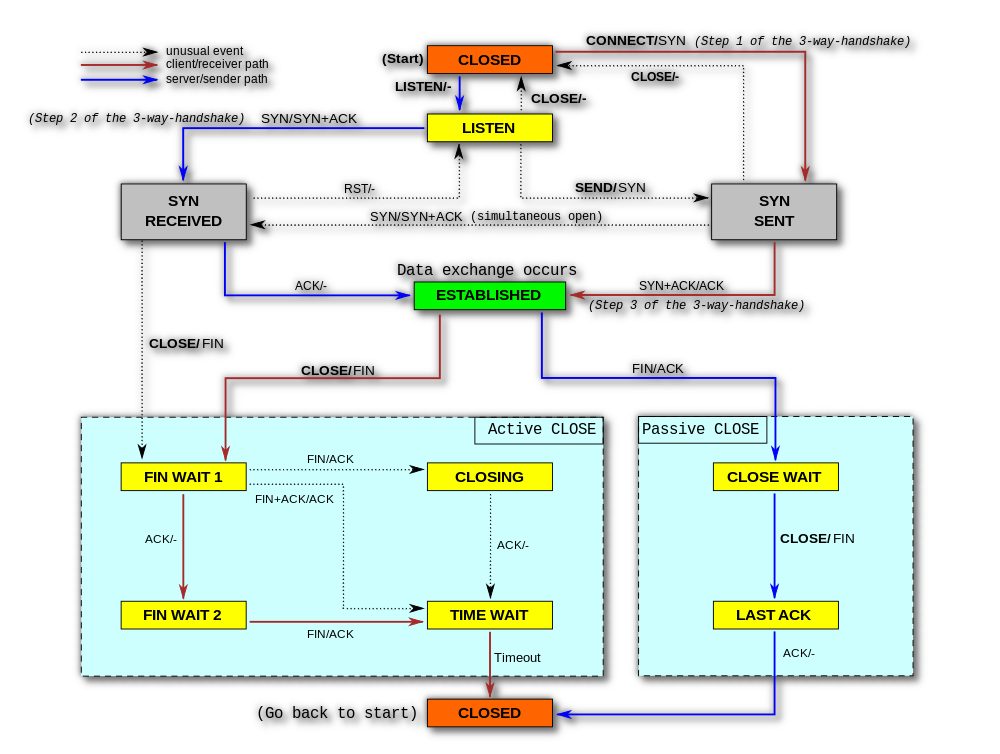 unusual event
client/receiver path
server/sender path
(Start)
CLOSED
CONNECT/SYN (Step 1 of the 3-way-handshake)
CLOSE/-
LISTEN/-
CLOSE/-
(Step 2 of the 3-way-handshake)
SYN/SYN+ACK
LISTEN
RST/-
SEND/SYN
SYN
RECEIVED
SYN
SENT
SYN/SYN+ACK (simultaneous open)
Data exchange occurs
ACK/-
ESTABLISHED
SYN+ACK/ACK
(Step 3 of the 3-way-handshake)
CLOSE/FIN
CLOSE/FIN
FIN/ACK
Active CLOSE
Passive CLOSE
FIN WAIT 1
FIN/ACK
CLOSING
CLOSE WAIT
FIN+ACK/ACK
ACK/-
ACK/-
CLOSE/FIN
FIN WAIT 2
TIME WAIT
LAST ACK
FIN/ACK
Timeout
ACK/-
(Go back to start)
CLOSED